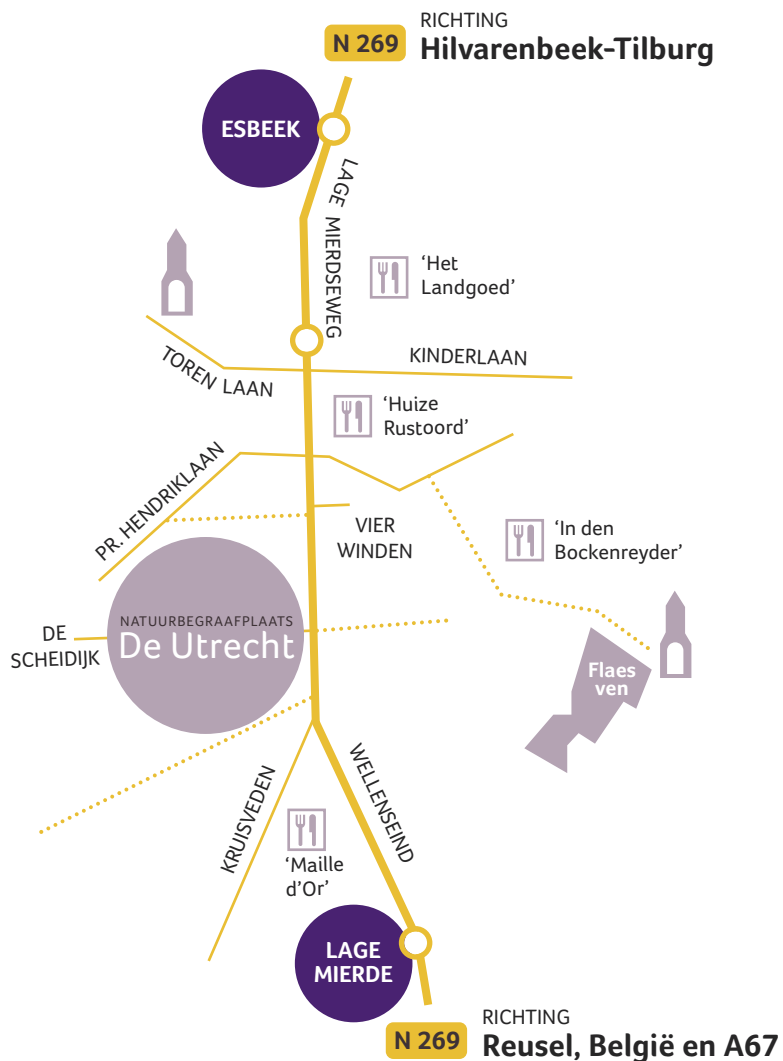 RICHTING
N 269 Hilvarenbeek-Tilburg
ESBEEK
LAGE MIERDSEWEG
'Het
Landgoed'
TOREN LAAN
KINDERLAAN
'Huize
Rustoord'
PR. HENDRIKLAAN
VIER
WINDEN
'In den
Bockenreyder'
NATUURBEGRAAFPLAATS
De Utrecht
DE
SCHEIDIJK
Flaes
ven
KRUISVEDEN
WELLENSEIND
'Maille
d'Or'
LAGE
MIERDE
RICHTING
N 269 Reusel, België en A67